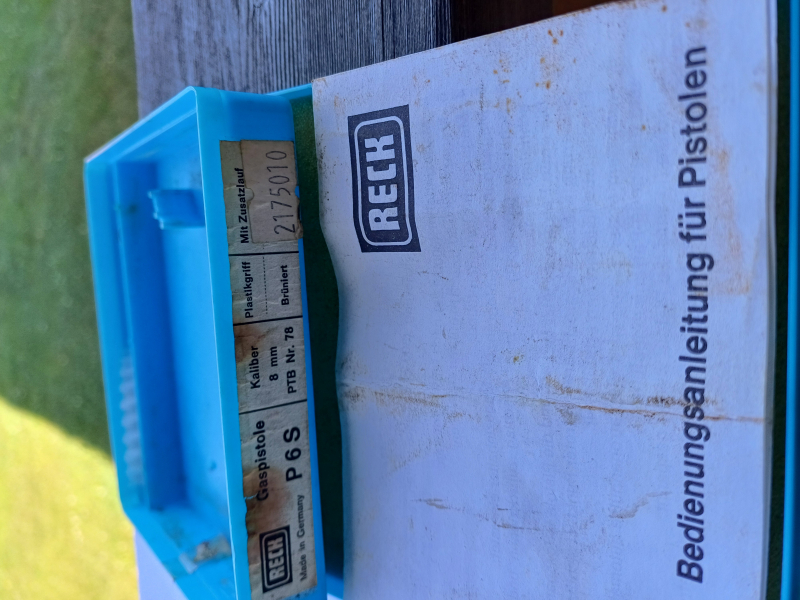 RECK
Made in Germany
Gaspistole
P 6 S
Kaliber
8 mm
PTB Nr. 78
Plastikgriff
Brüniert
Mit Zusatzlauf
2175010
RECK
Bedienungsanleitung für Pistolen